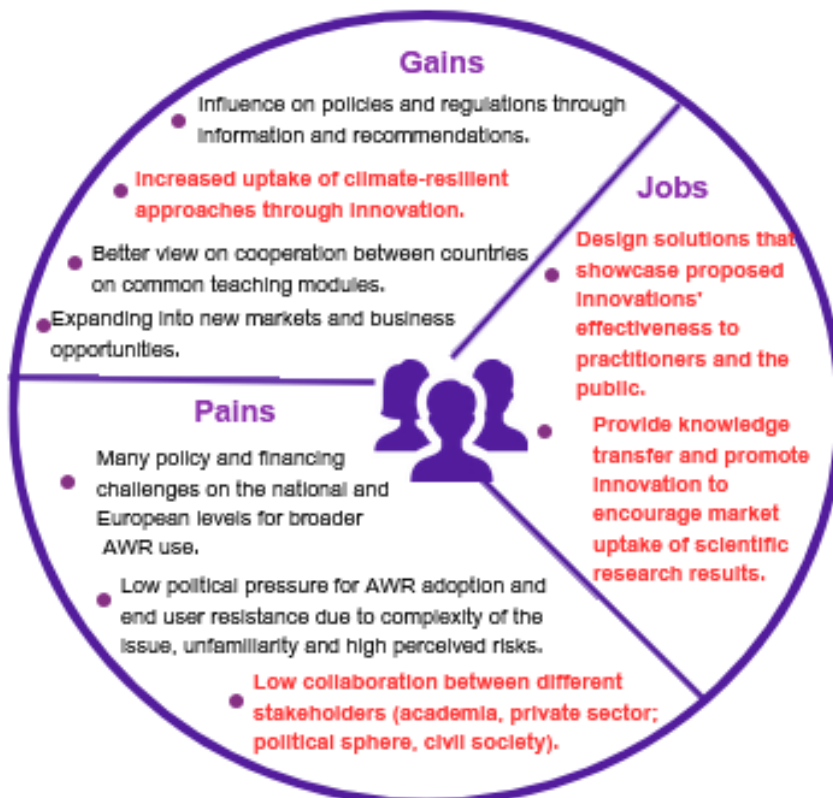 Gains
Influence on policies and regulations through
information and recommendations.
Increased uptake of climate-resilient
approaches through innovation.
Better view on cooperation between countries
on common teaching modules.
Expanding into new markets and business
opportunities.
Jobs
Design solutions that
showcase proposed
innovations'
effectiveness to
practitioners and the
public.
Provide knowledge
transfer and promote
innovation to
encourage market
uptake of scientific
research results.
Pains
Many policy and financing
challenges on the national and
European levels for broader
AWR use.
Low political pressure for AWR adoption and
end user resistance due to complexity of the
issue, unfamiliarity and high perceived risks.
Low collaboration between different
stakeholders (academia, private sector;
political sphere, civil society).